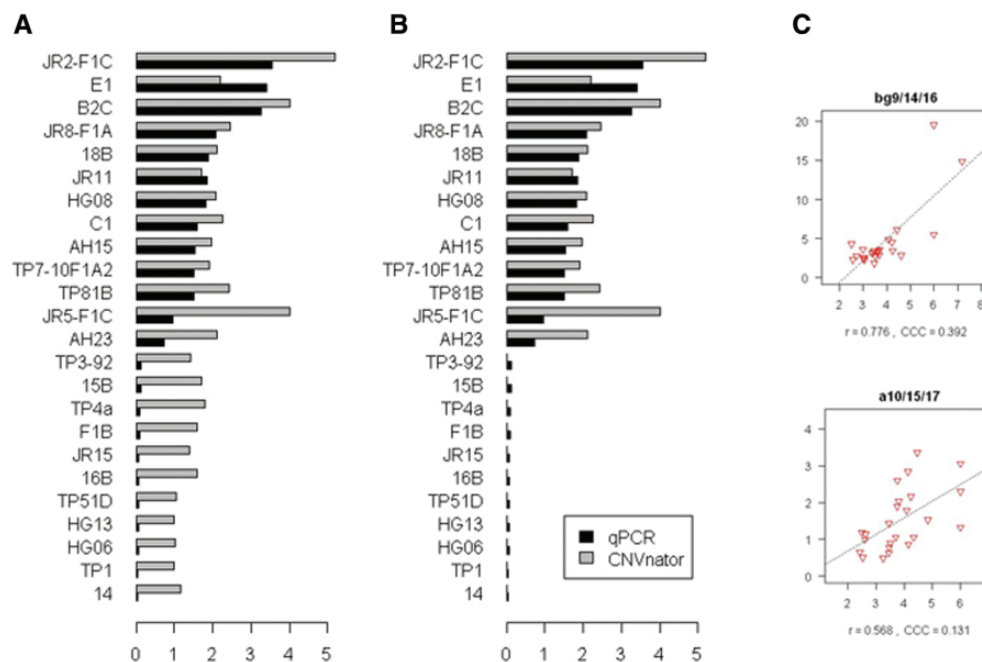 A
JR2-F1C
E1
B2C
JR8-F1A
18B
JR11
HG08
C1
AH15
TP7-10F1A2
TP81B
JR5-F1C
AH23
TP3-92
15B
TP4a
F1B
JR15
16B
TP51D
HG13
HG06
TP1
14
0 1 2 3 4 5
B
JR2-F1C
E1
B2C
JR8-F1A
18B
JR11
HG08
C1
AH15
TP7-10F1A2
TP81B
JR5-F1C
AH23
TP3-92
15B
TP4a
F1B
JR15
16B
TP51D
HG13
HG06
TP1
14
qPCR
CNVnator
0 1 2 3 4 5
C
bg9/14/16
20
15
10
5
0
2 3 4 5 6 7 8
r = 0.776 , CCC = 0.392
a10/15/17
4
3
2
1
0
2 3 4 5 6
r = 0.568 , CCC = 0.131